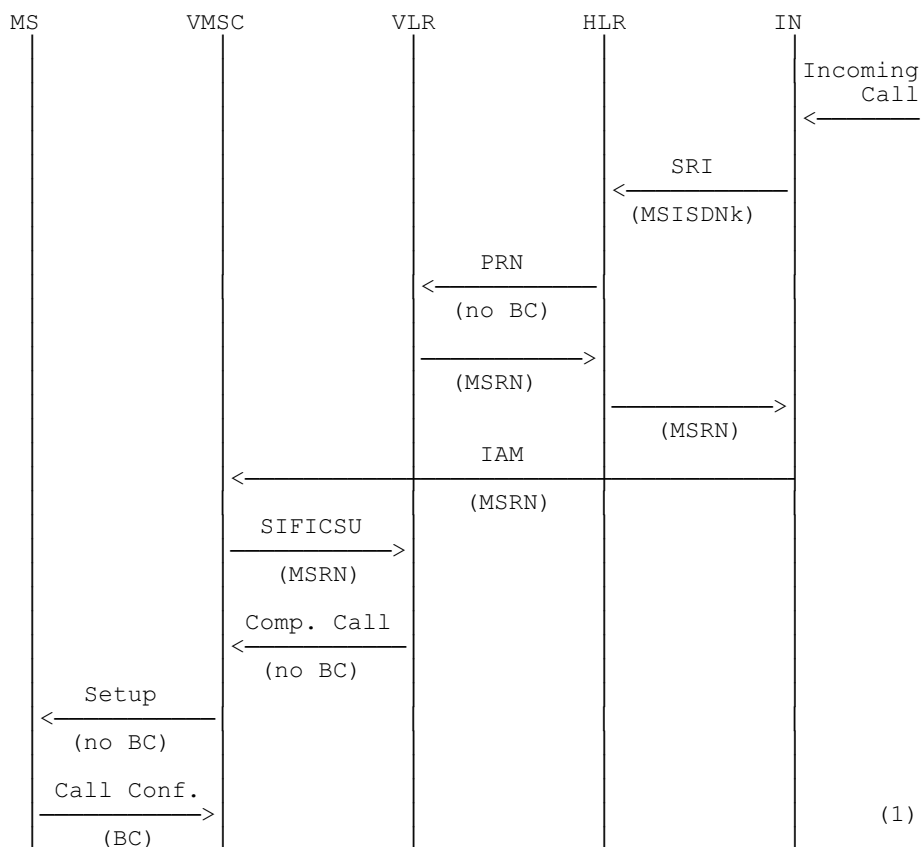 MS VMSC VLR HLR IN
Incoming
Call
SRI
(MSISDNk)
PRN
(no BC)
(MSRN)
(MSRN)
IAM
(MSRN)
SIFICSU
(MSRN)
Comp. Call
(no BC)
Setup
(no BC)
Call Conf.
(BC)
(1)